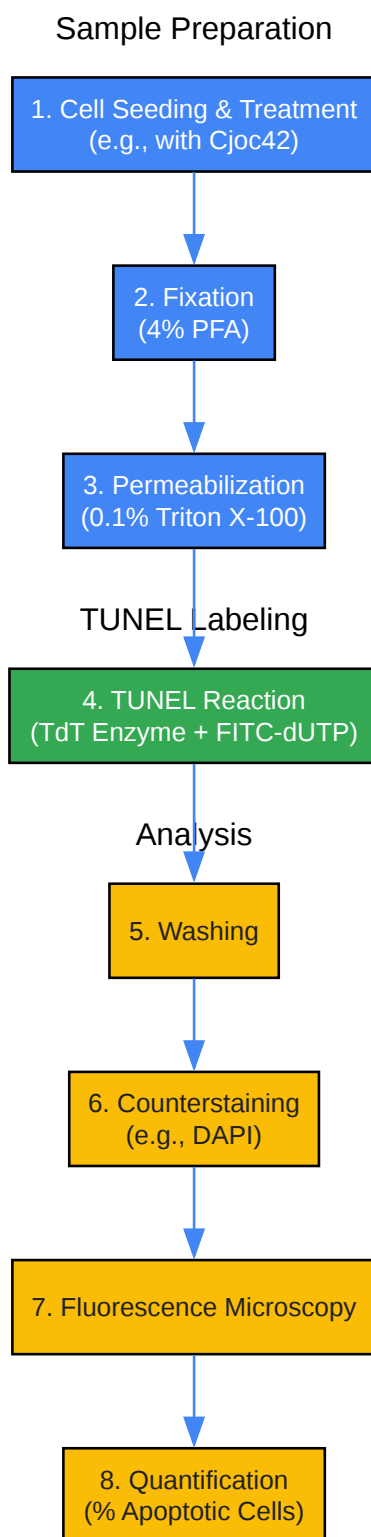 Sample Preparation
1. Cell Seeding & Treatment
(e.g., with Cjoc42)
2. Fixation
(4% PFA)
3. Permeabilization
(0.1% Triton X-100)
TUNEL Labeling
4. TUNEL Reaction
(TdT Enzyme + FITC-dUTP)
Analysis
5. Washing
6. Counterstaining
(e.g., DAPI)
7. Fluorescence Microscopy
8. Quantification
(% Apoptotic Cells)